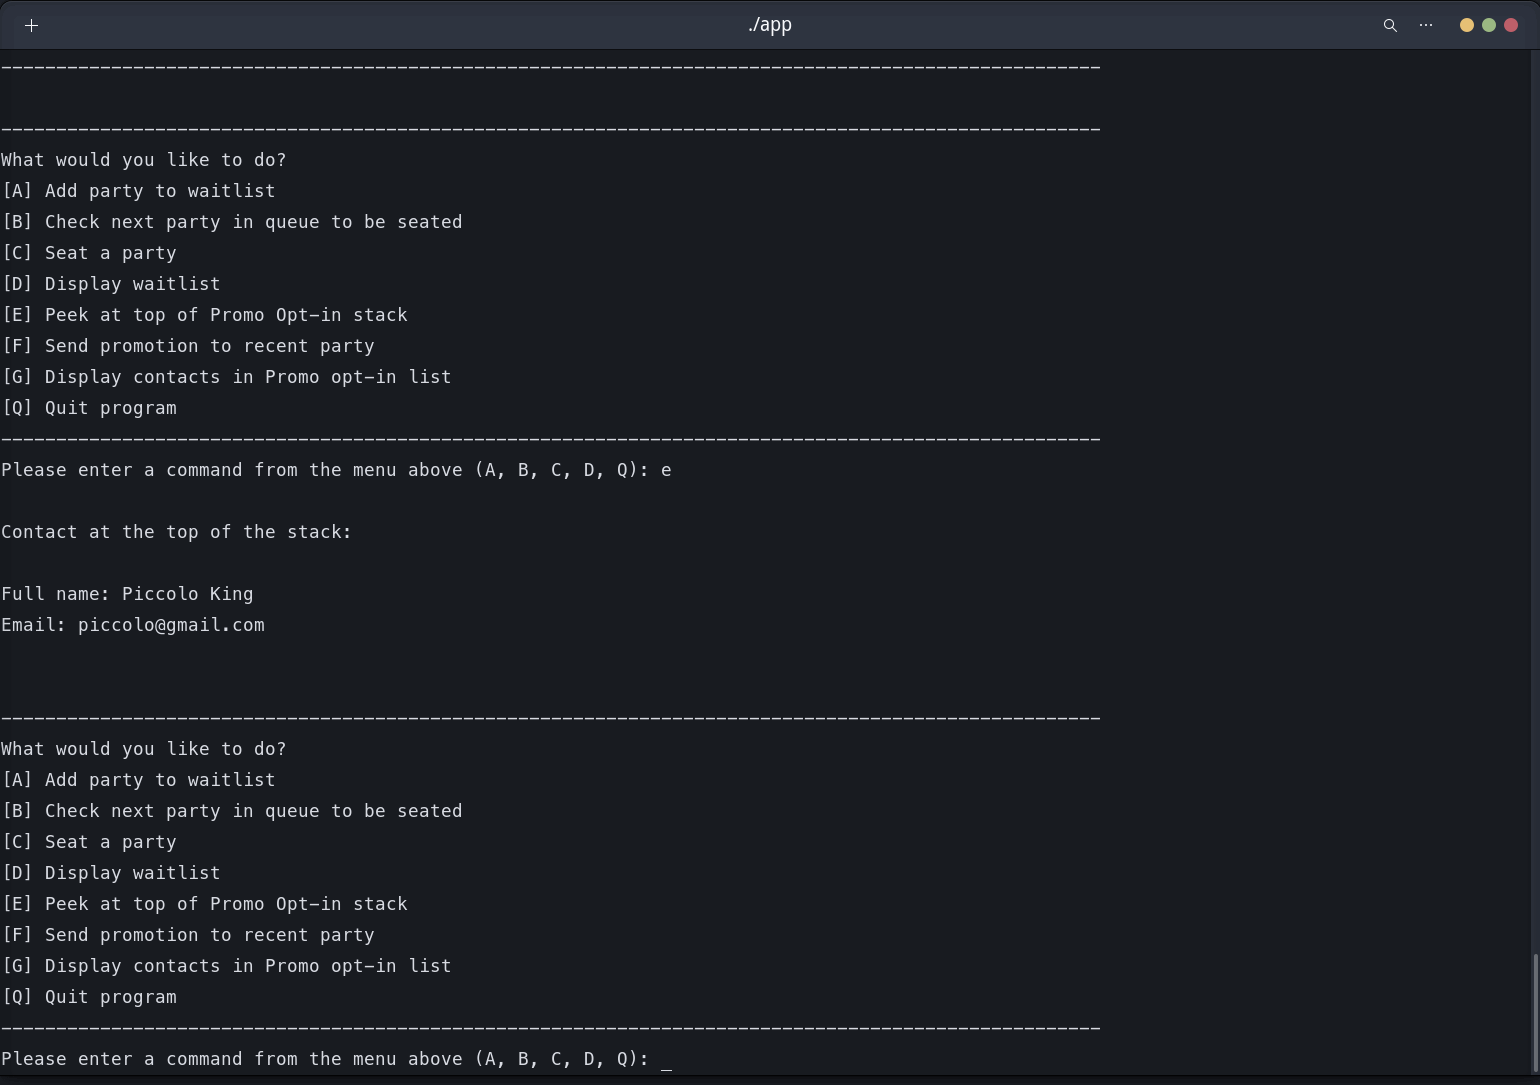 ./app
----------------------------------------------------------------------------------------------------
----------------------------------------------------------------------------------------------------
What would you like to do?
[A] Add party to waitlist
[B] Check next party in queue to be seated
[C] Seat a party
[D] Display waitlist
[E] Peek at top of Promo Opt-in stack
[F] Send promotion to recent party
[G] Display contacts in Promo opt-in list
[Q] Quit program
----------------------------------------------------------------------------------------------------
Please enter a command from the menu above (A, B, C, D, Q): e
Contact at the top of the stack:
Full name: Piccolo King
Email: piccolo@gmail.com
----------------------------------------------------------------------------------------------------
What would you like to do?
[A] Add party to waitlist
[B] Check next party in queue to be seated
[C] Seat a party
[D] Display waitlist
[E] Peek at top of Promo Opt-in stack
[F] Send promotion to recent party
[G] Display contacts in Promo opt-in list
[Q] Quit program
----------------------------------------------------------------------------------------------------
Please enter a command from the menu above (A, B, C, D, Q): _